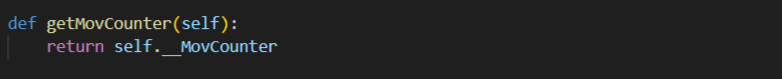 def getMovCounter(self):
    return self.__MovCounter